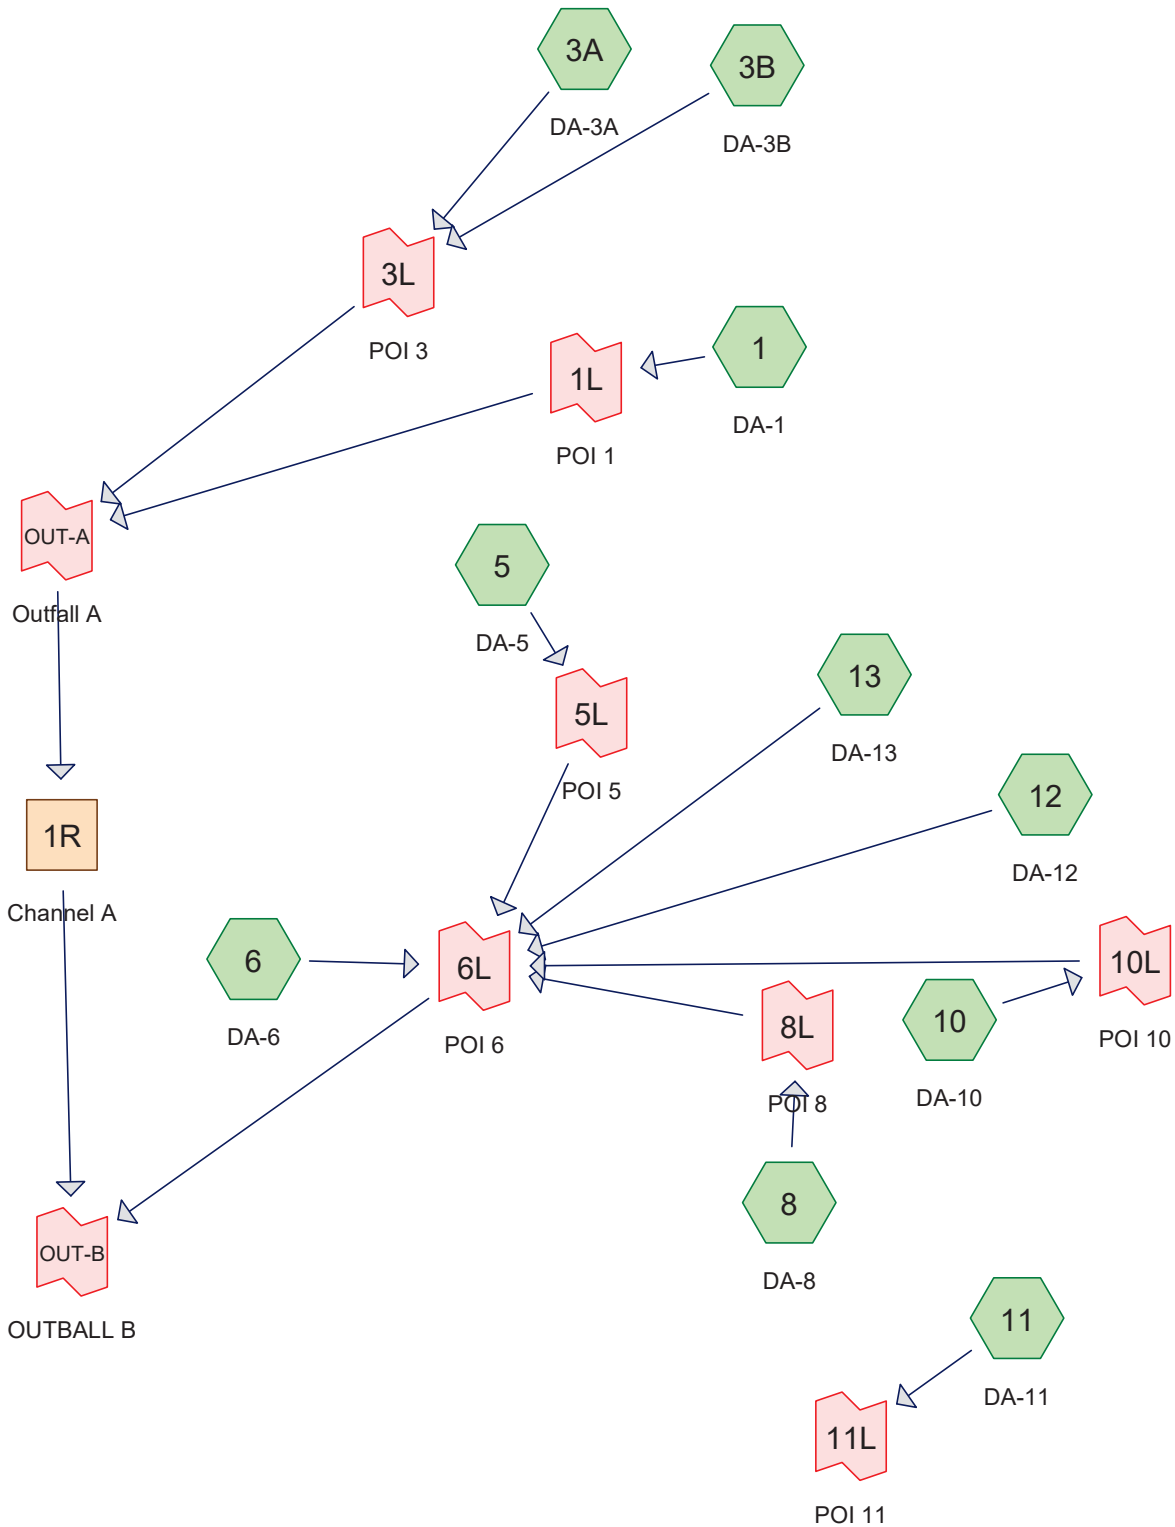 3A
DA-3A
3B
DA-3B
3L
POI 3
1
DA-1
1L
POI 1
OUT-A
Outfall A
5
DA-5
5L
POI 5
13
DA-13
12
DA-12
1R
Channel A
6
DA-6
6L
POI 6
8L
POI 8
10
DA-10
10L
POI 10
8
DA-8
OUT-B
OUTBALL B
11
DA-11
11L
POI 11